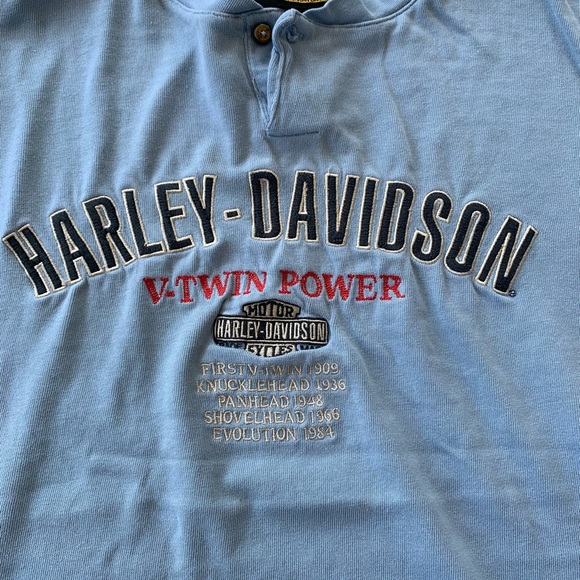 HARLEY-DAVIDSON
V-TWIN POWER
MOTOR
HARLEY-DAVIDSON
CYCLES
FIRST V-TWIN 1909
KNUCKLEHEAD 1936
PANHEAD 1948
SHOVELHEAD 1966
EVOLUTION 1984